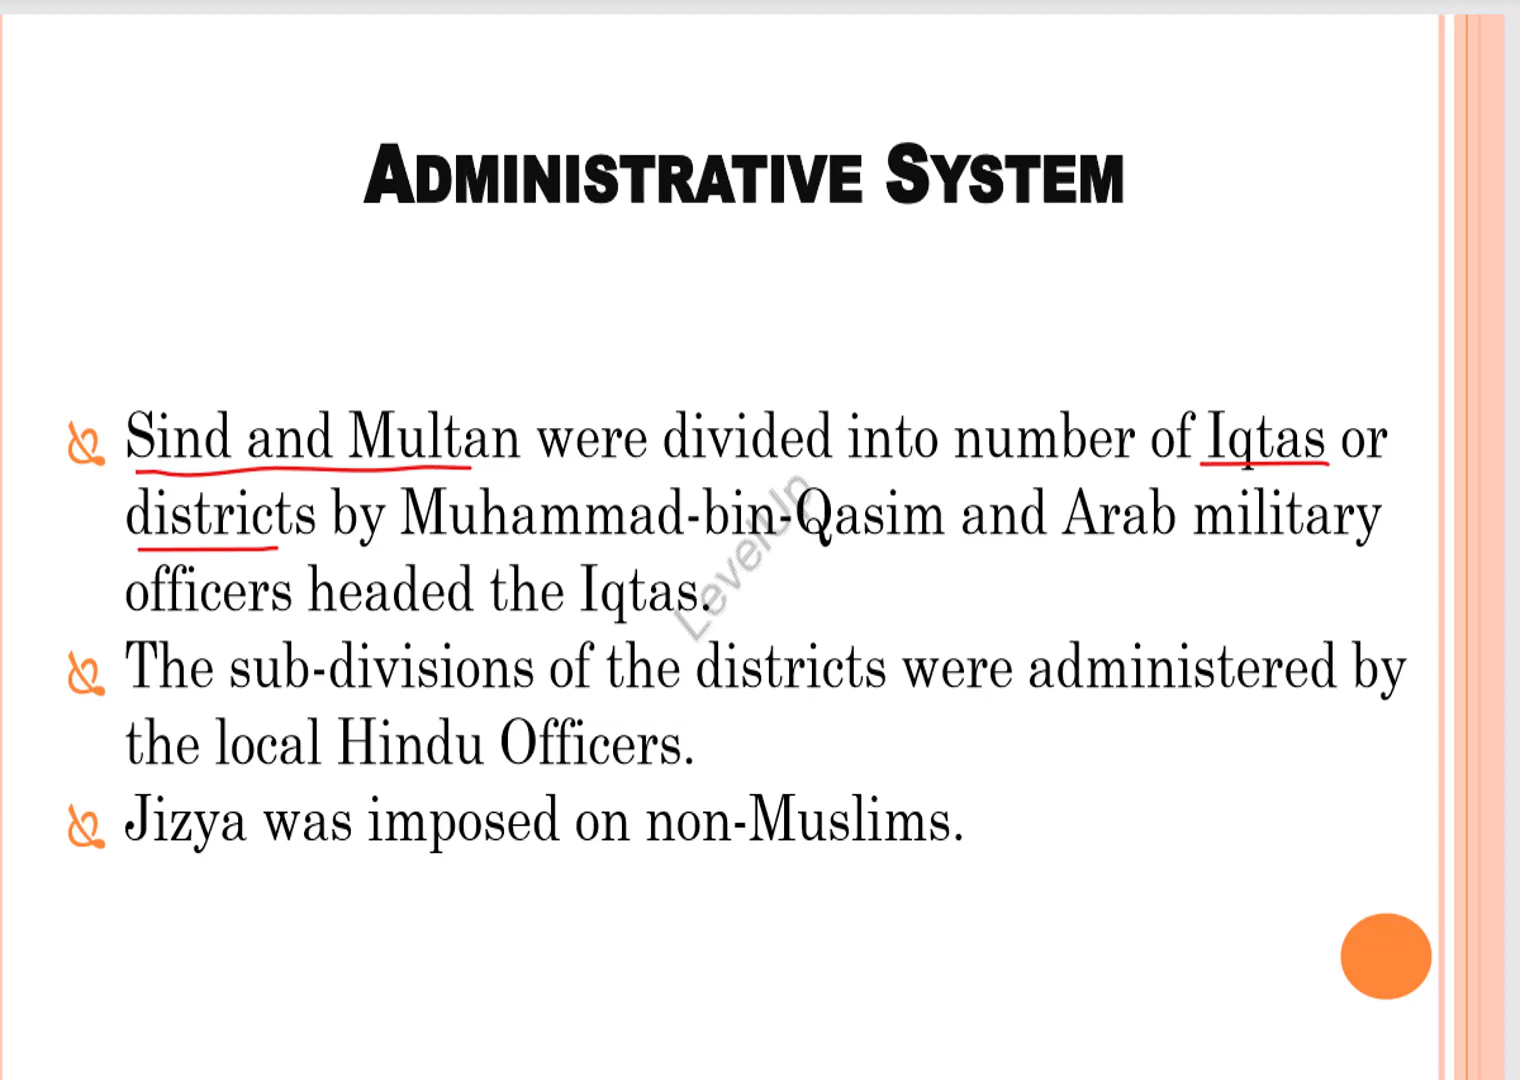 ADMINISTRATIVE SYSTEM
Sind and Multan were divided into number of Iqtas or
districts by Muhammad-bin-Qasim and Arab military
officers headed the Iqtas.
The sub-divisions of the districts were administered by
the local Hindu Officers.
Jizya was imposed on non-Muslims.
LevelUp